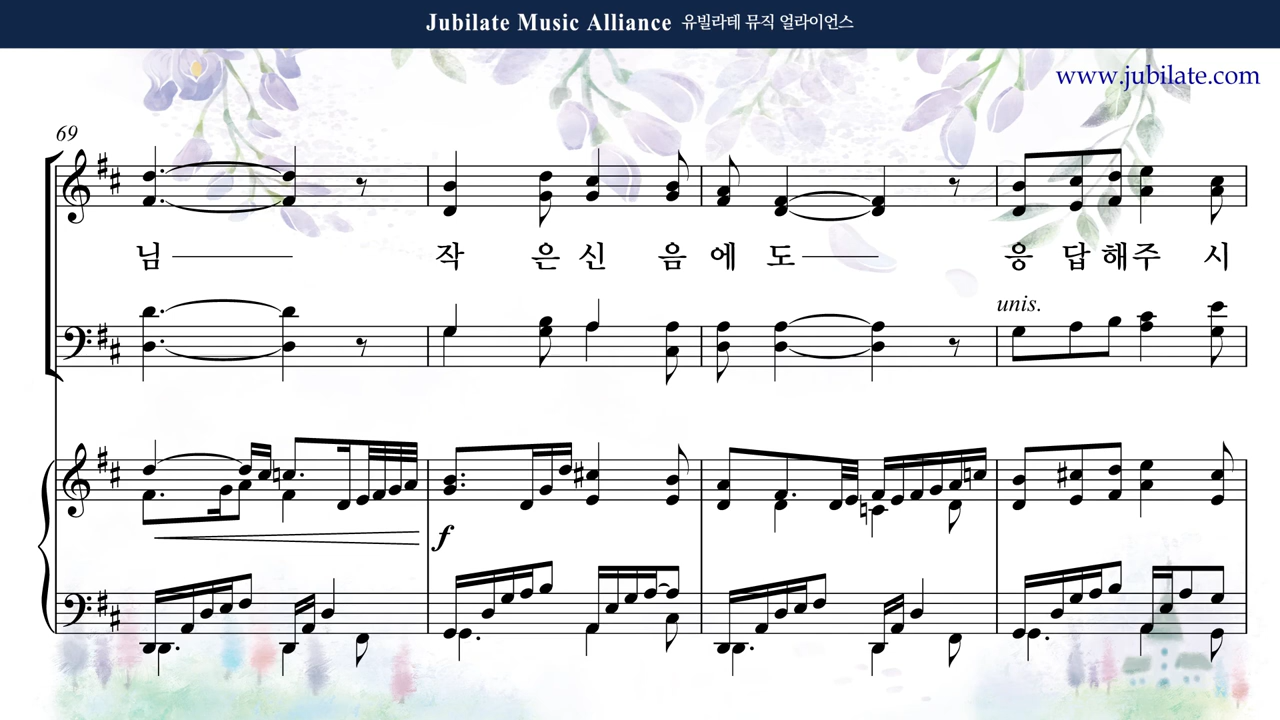 Jubilate Music Alliance 유빌라테 뮤직 얼라이언스
www.jubilate.com
69
님 작 은 신 음 에 도 응 답 해 주 시
unis.
f